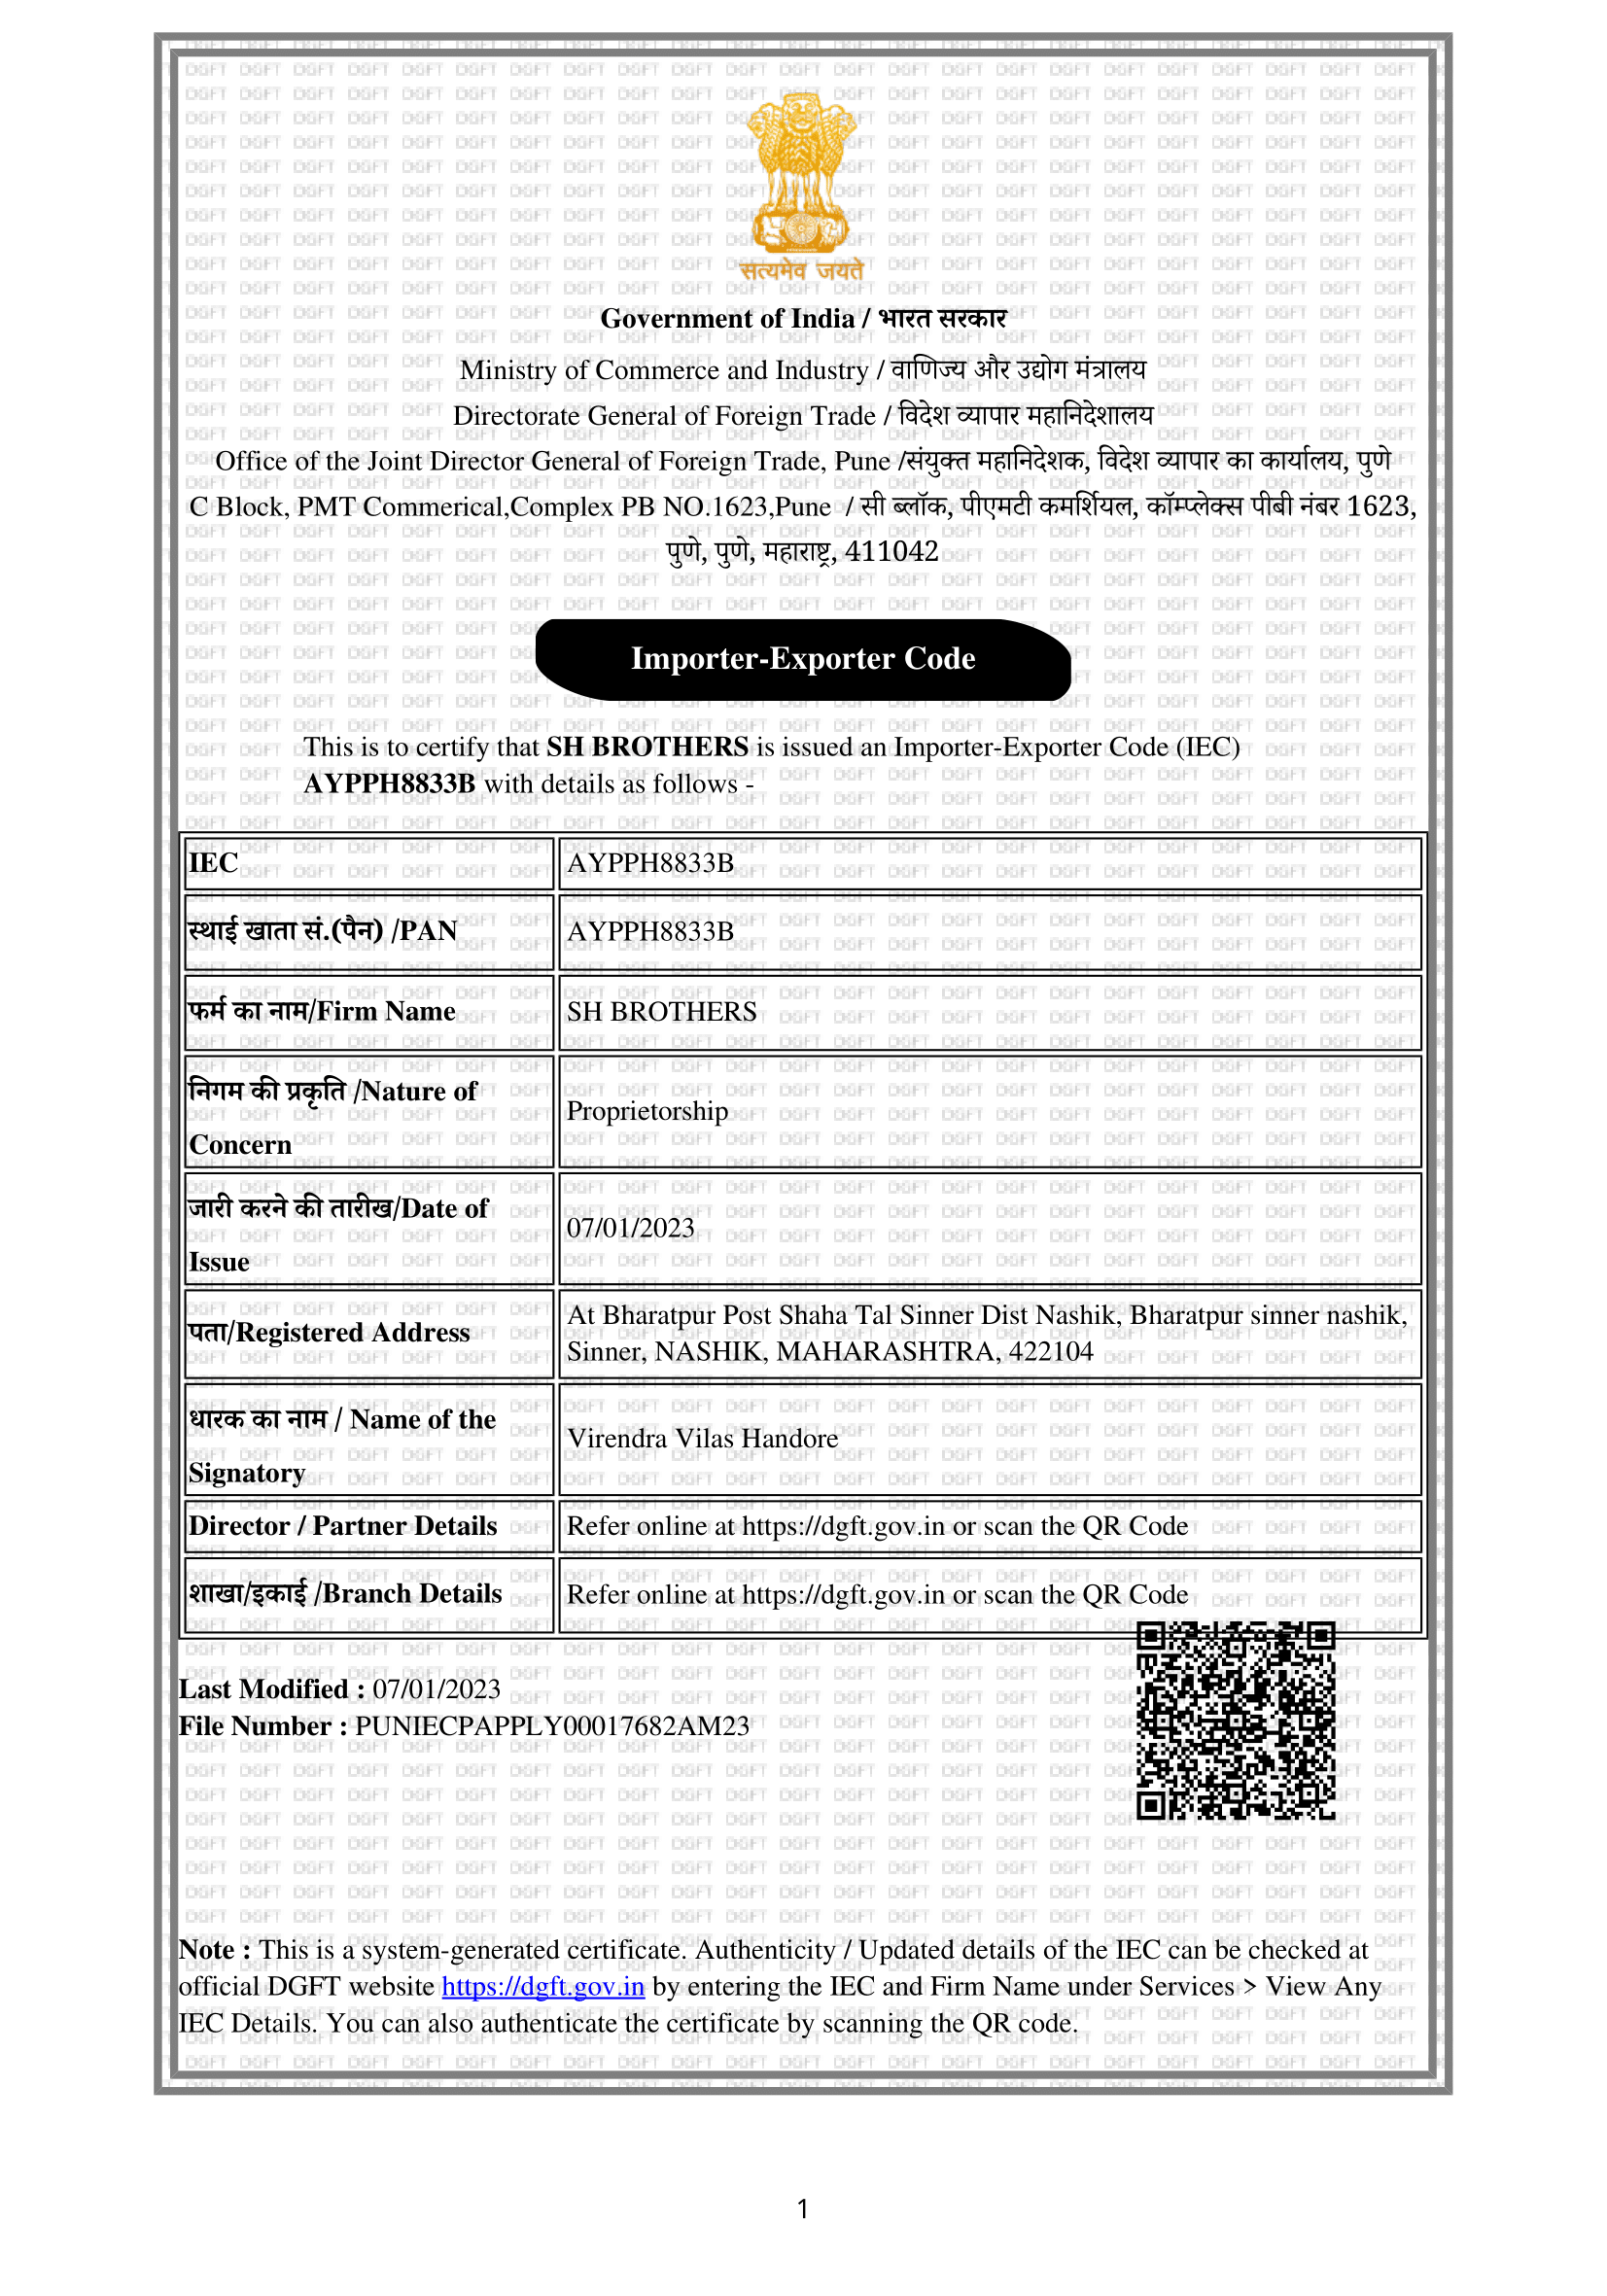 सत्यमेव जयते
Government of India / भारत सरकार
Ministry of Commerce and Industry / वाणिज्य और उद्योग मंत्रालय
Directorate General of Foreign Trade / विदेश व्यापार महानिदेशालय
Office of the Joint Director General of Foreign Trade, Pune /संयुक्त महानिदेशक, विदेश व्यापार का कार्यालय, पुणे
C Block, PMT Commerical,Complex PB NO.1623,Pune / सी ब्लॉक, पीएमटी कमर्शियल, कॉम्प्लेक्स पीबी नंबर 1623,
पुणे, पुणे, महाराष्ट्र, 411042
Importer-Exporter Code
This is to certify that SH BROTHERS is issued an Importer-Exporter Code (IEC)
AYPPH8833B with details as follows -
IEC AYPPH8833B
स्थाई खाता सं.(पैन) /PAN AYPPH8833B
फर्म का नाम/Firm Name SH BROTHERS
निगम की प्रकृति /Nature of
Concern
Proprietorship
जारी करने की तारीख/Date of
Issue
07/01/2023
पता/Registered Address
At Bharatpur Post Shaha Tal Sinner Dist Nashik, Bharatpur sinner nashik,
Sinner, NASHIK, MAHARASHTRA, 422104
धारक का नाम / Name of the
Signatory
Virendra Vilas Handore
Director / Partner Details Refer online at https://dgft.gov.in or scan the QR Code
शाखा/इकाई /Branch Details Refer online at https://dgft.gov.in or scan the QR Code
Last Modified : 07/01/2023
File Number : PUNIECPAPPLY00017682AM23
Note : This is a system-generated certificate. Authenticity / Updated details of the IEC can be checked at
official DGFT website https://dgft.gov.in by entering the IEC and Firm Name under Services > View Any
IEC Details. You can also authenticate the certificate by scanning the QR code.
1